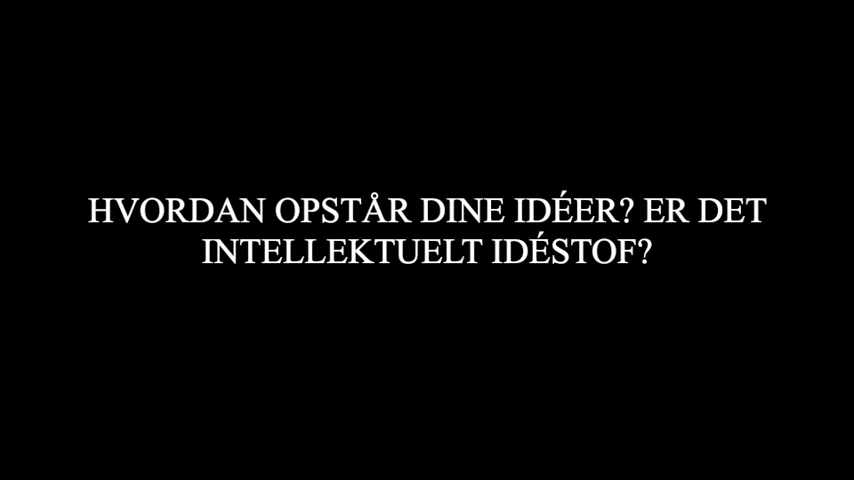 HVORDAN OPSTÅR DINE IDÉER? ER DET
INTELLEKTUELT IDÉSTOF?